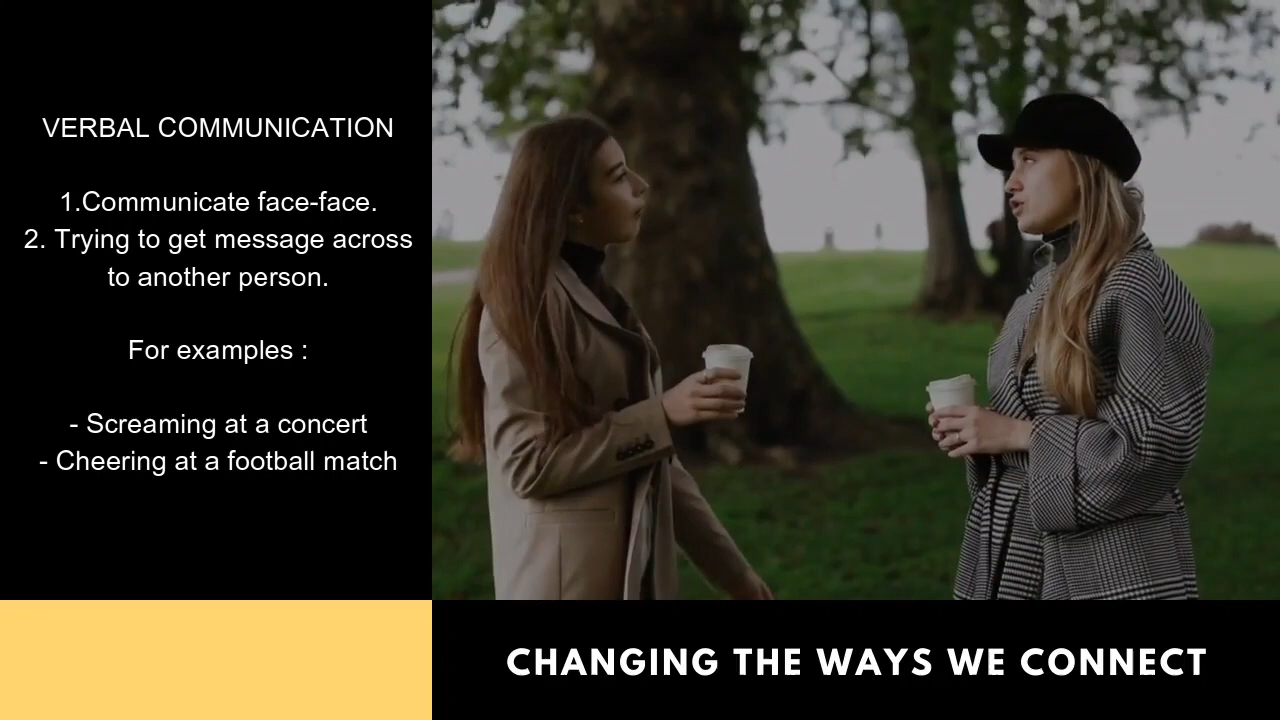 VERBAL COMMUNICATION
1.Communicate face-face.
2. Trying to get message across
to another person.
For examples :
- Screaming at a concert
- Cheering at a football match
CHANGING THE WAYS WE CONNECT